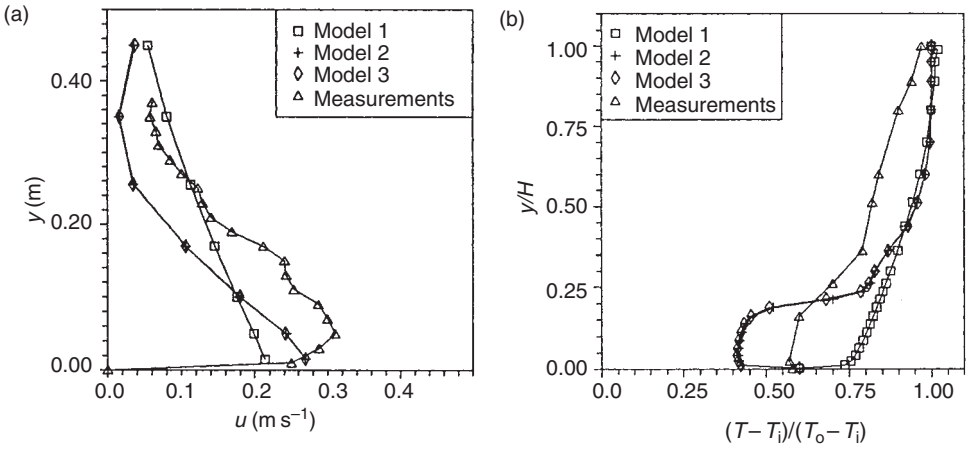 (a)
Model 1
Model 2
Model 3
Measurements
y (m)
0.40
0.20
0.00
0.0 0.1 0.2 0.3 0.4
u (m s⁻¹)
(b)
Model 1
Model 2
Model 3
Measurements
y/H
1.00
0.75
0.50
0.25
0.00
0.00 0.25 0.50 0.75 1.00
(T – Tᵢ)/(Tₒ – Tᵢ)